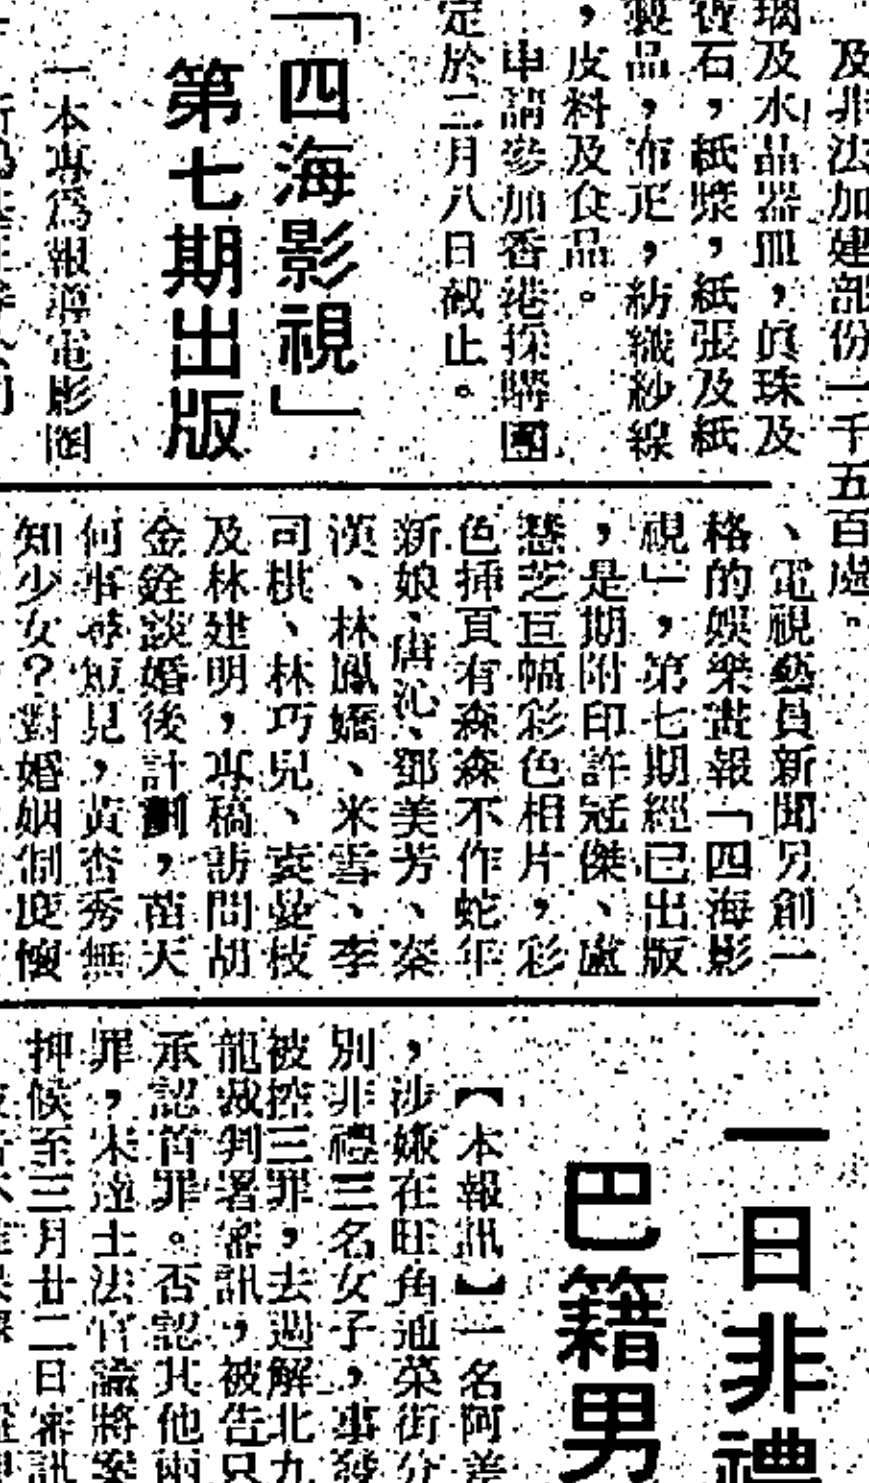 及非法加建部份一千五百處。
璃及水晶器皿，眞珠及
寶石，紙漿，紙張及紙
製品，布疋，紡織紗線
，皮料及食品。
申請參加香港採購團
定於二月八日截止。
「四海影視」
第七期出版
一本專爲報導電影圈
、電視藝員新聞另創一
格的娛樂畫報「四海影
視」，第七期經已出版
，是期附印許冠傑、盧
慧芝巨幅彩色相片，彩
色揷頁有森森不作蛇年
新娘、唐沁、鄧美芳、秦
漢、林鳳嬌、米雪、李
司棋、林巧兒、袁曼枝
及林建明，專稿訪問胡
金銓談婚後計劃，苗天
何事尋短見，黃杏秀無
知少女？對婚姻制度懷
一日非禮
巴籍男
【本報訊】一名阿差
，涉嫌在旺角通菜街分
別非禮三名女子，事發
被控三罪，去週解北九
龍裁判署審訊，被告只
承認首罪。否認其他兩
罪，未達士法官議將案
押候至三月廿二日審訊